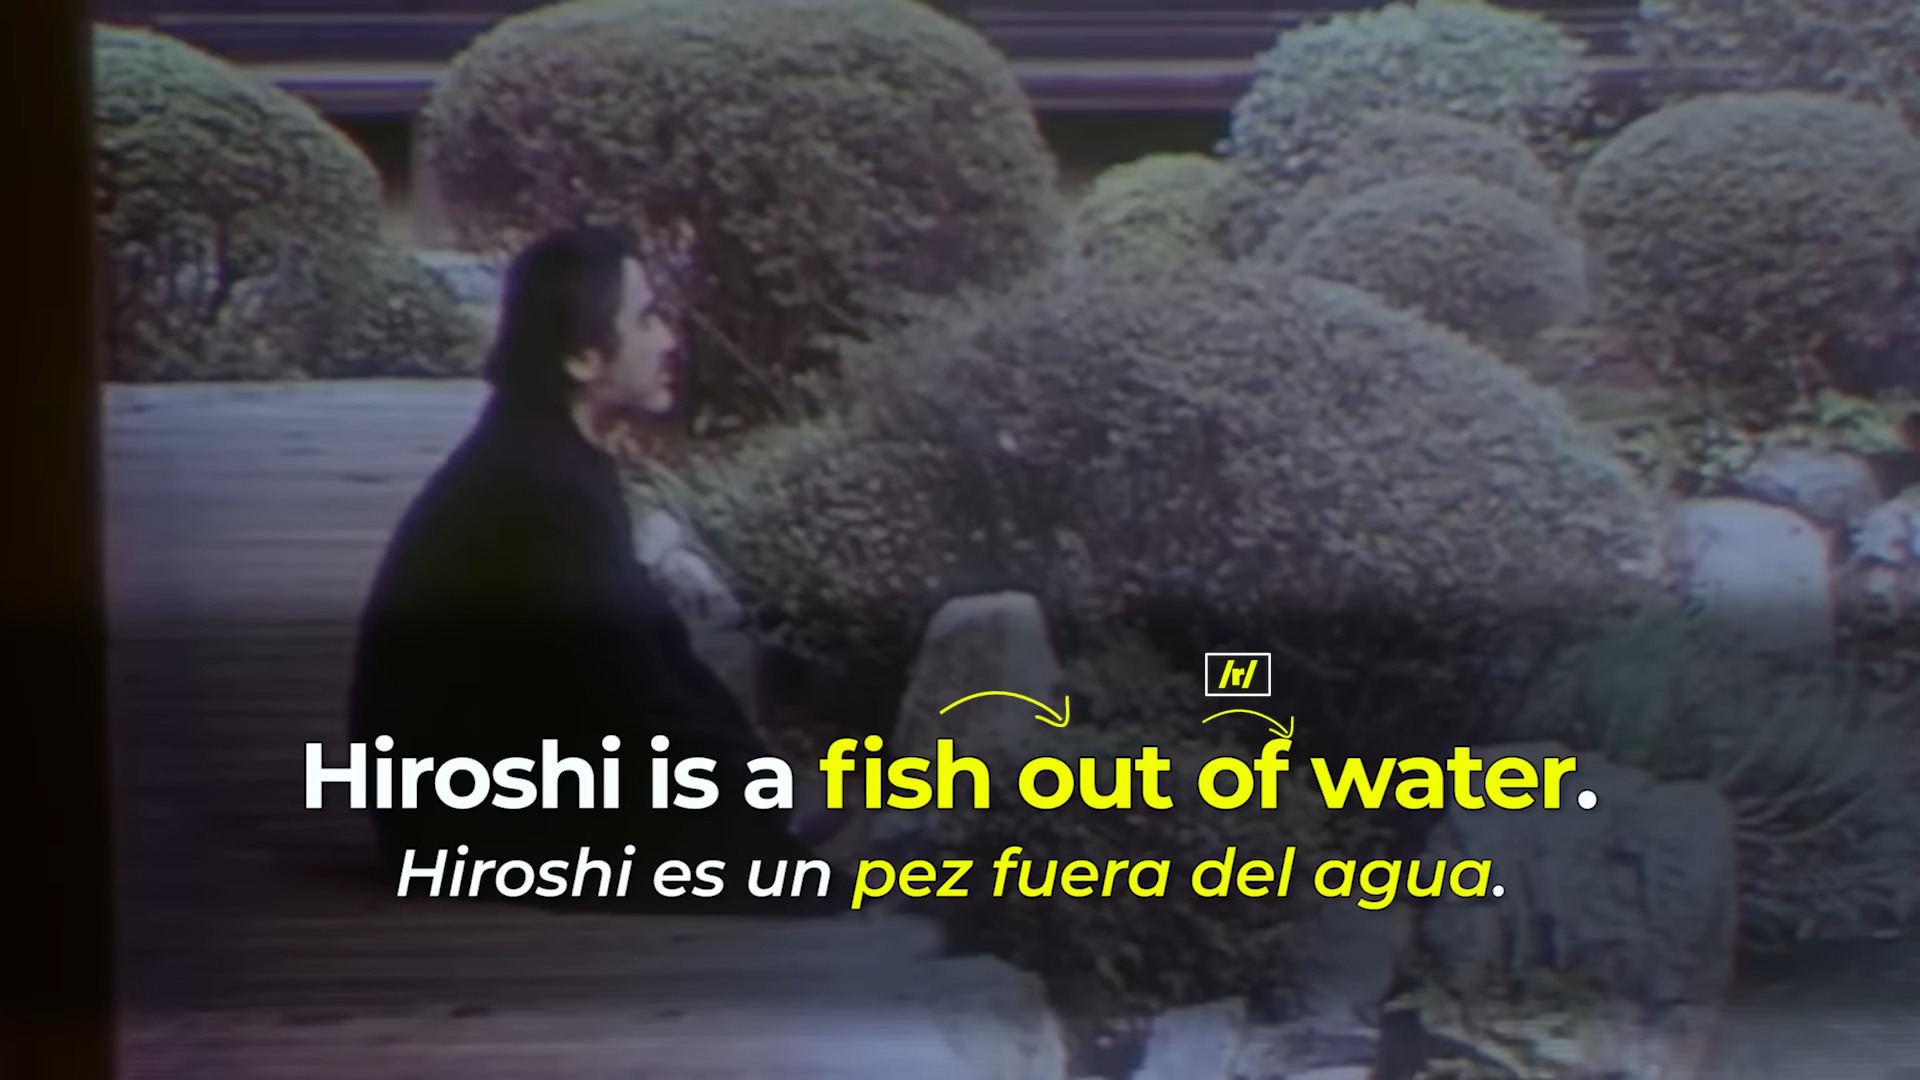 /r/
Hiroshi is a fish out of water.
Hiroshi es un pez fuera del agua.